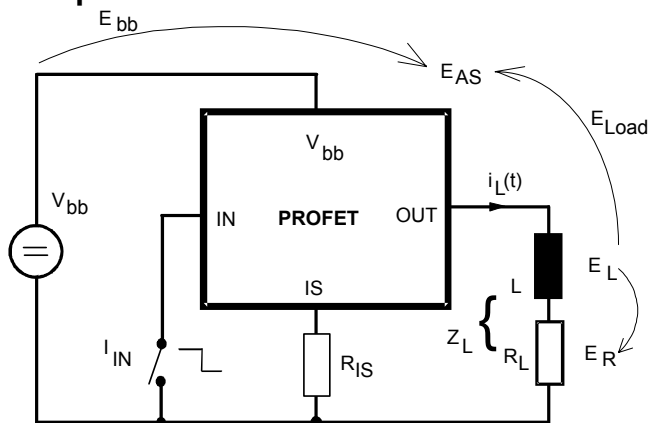 E bb
E AS
E Load
V bb
V bb
i L (t)
IN
PROFET
OUT
IS
L
E L
Z L
{
R L
E R
I IN
R IS